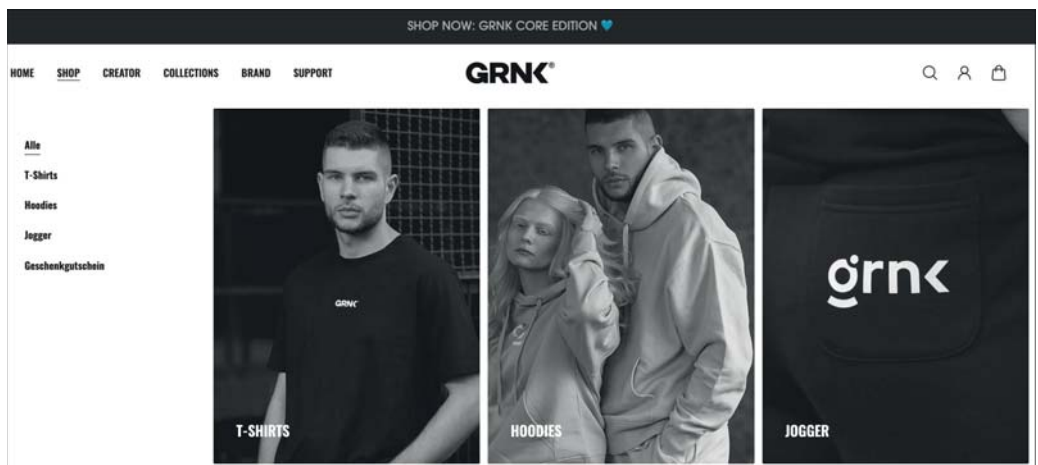 SHOP NOW: GRNK CORE EDITION 💙
HOME SHOP CREATOR COLLECTIONS BRAND SUPPORT
GRNK®
Alle
T-Shirts
Hoodies
Jogger
Geschenkgutschein
GRNK
grnk
T-SHIRTS
HOODIES
JOGGER